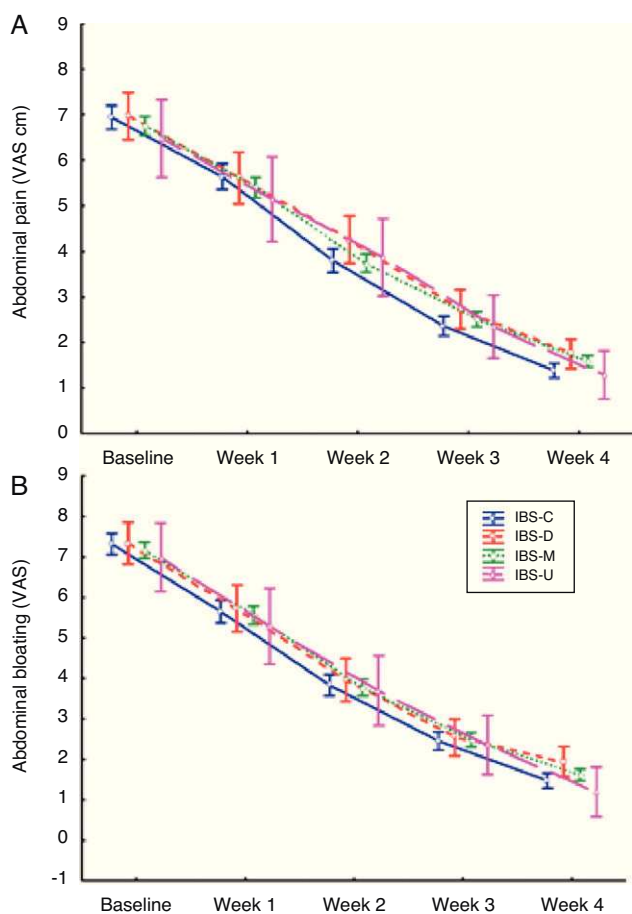 A
Abdominal pain (VAS cm)
9
8
7
6
5
4
3
2
1
0
Baseline Week 1 Week 2 Week 3 Week 4
B
Abdominal bloating (VAS)
9
8
7
6
5
4
3
2
1
0
-1
IBS-C
IBS-D
IBS-M
IBS-U
Baseline Week 1 Week 2 Week 3 Week 4